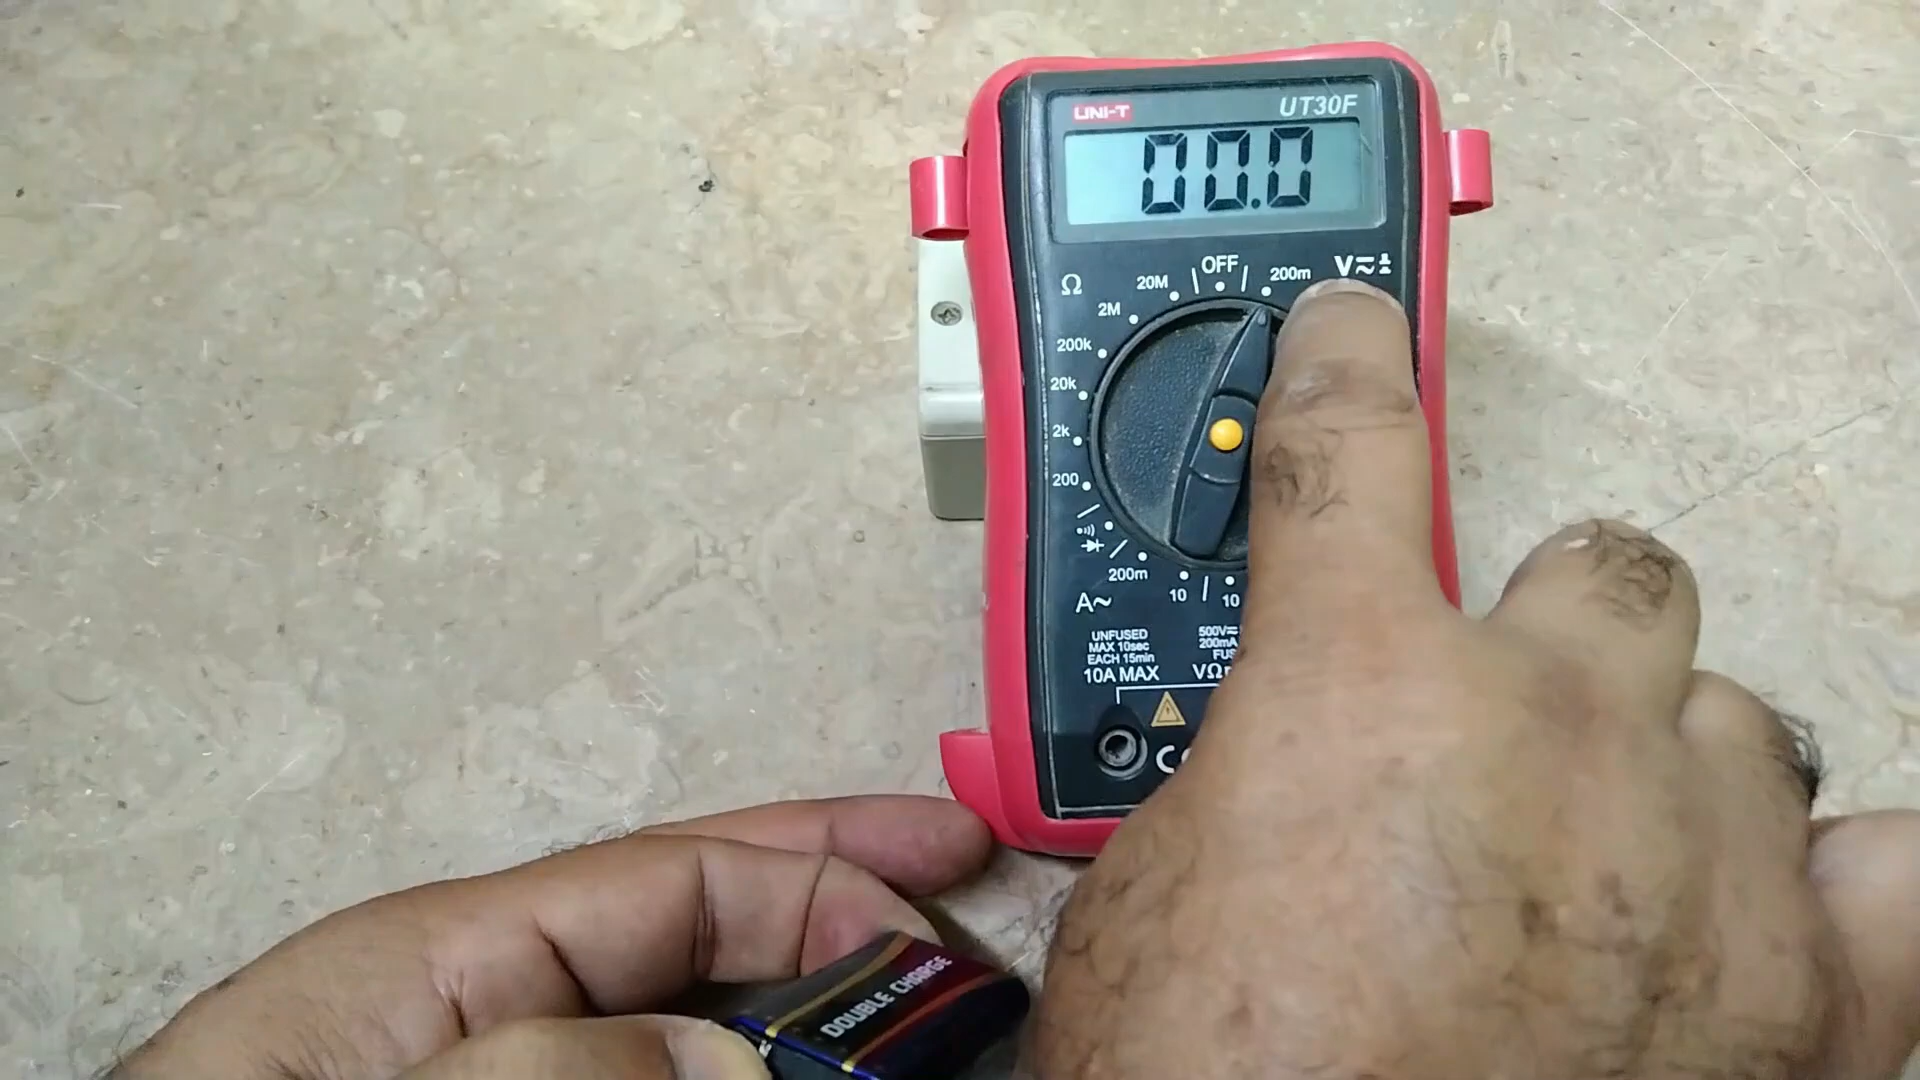 UNI-T UT30F
00.0
Ω 20M OFF 200m V
2M
200k
20k
2k
200
200m
A~ 10 10
UNFUSED
MAX 10sec
EACH 15min
10A MAX
500V
200mA
VΩ
DOUBLE CHARGE